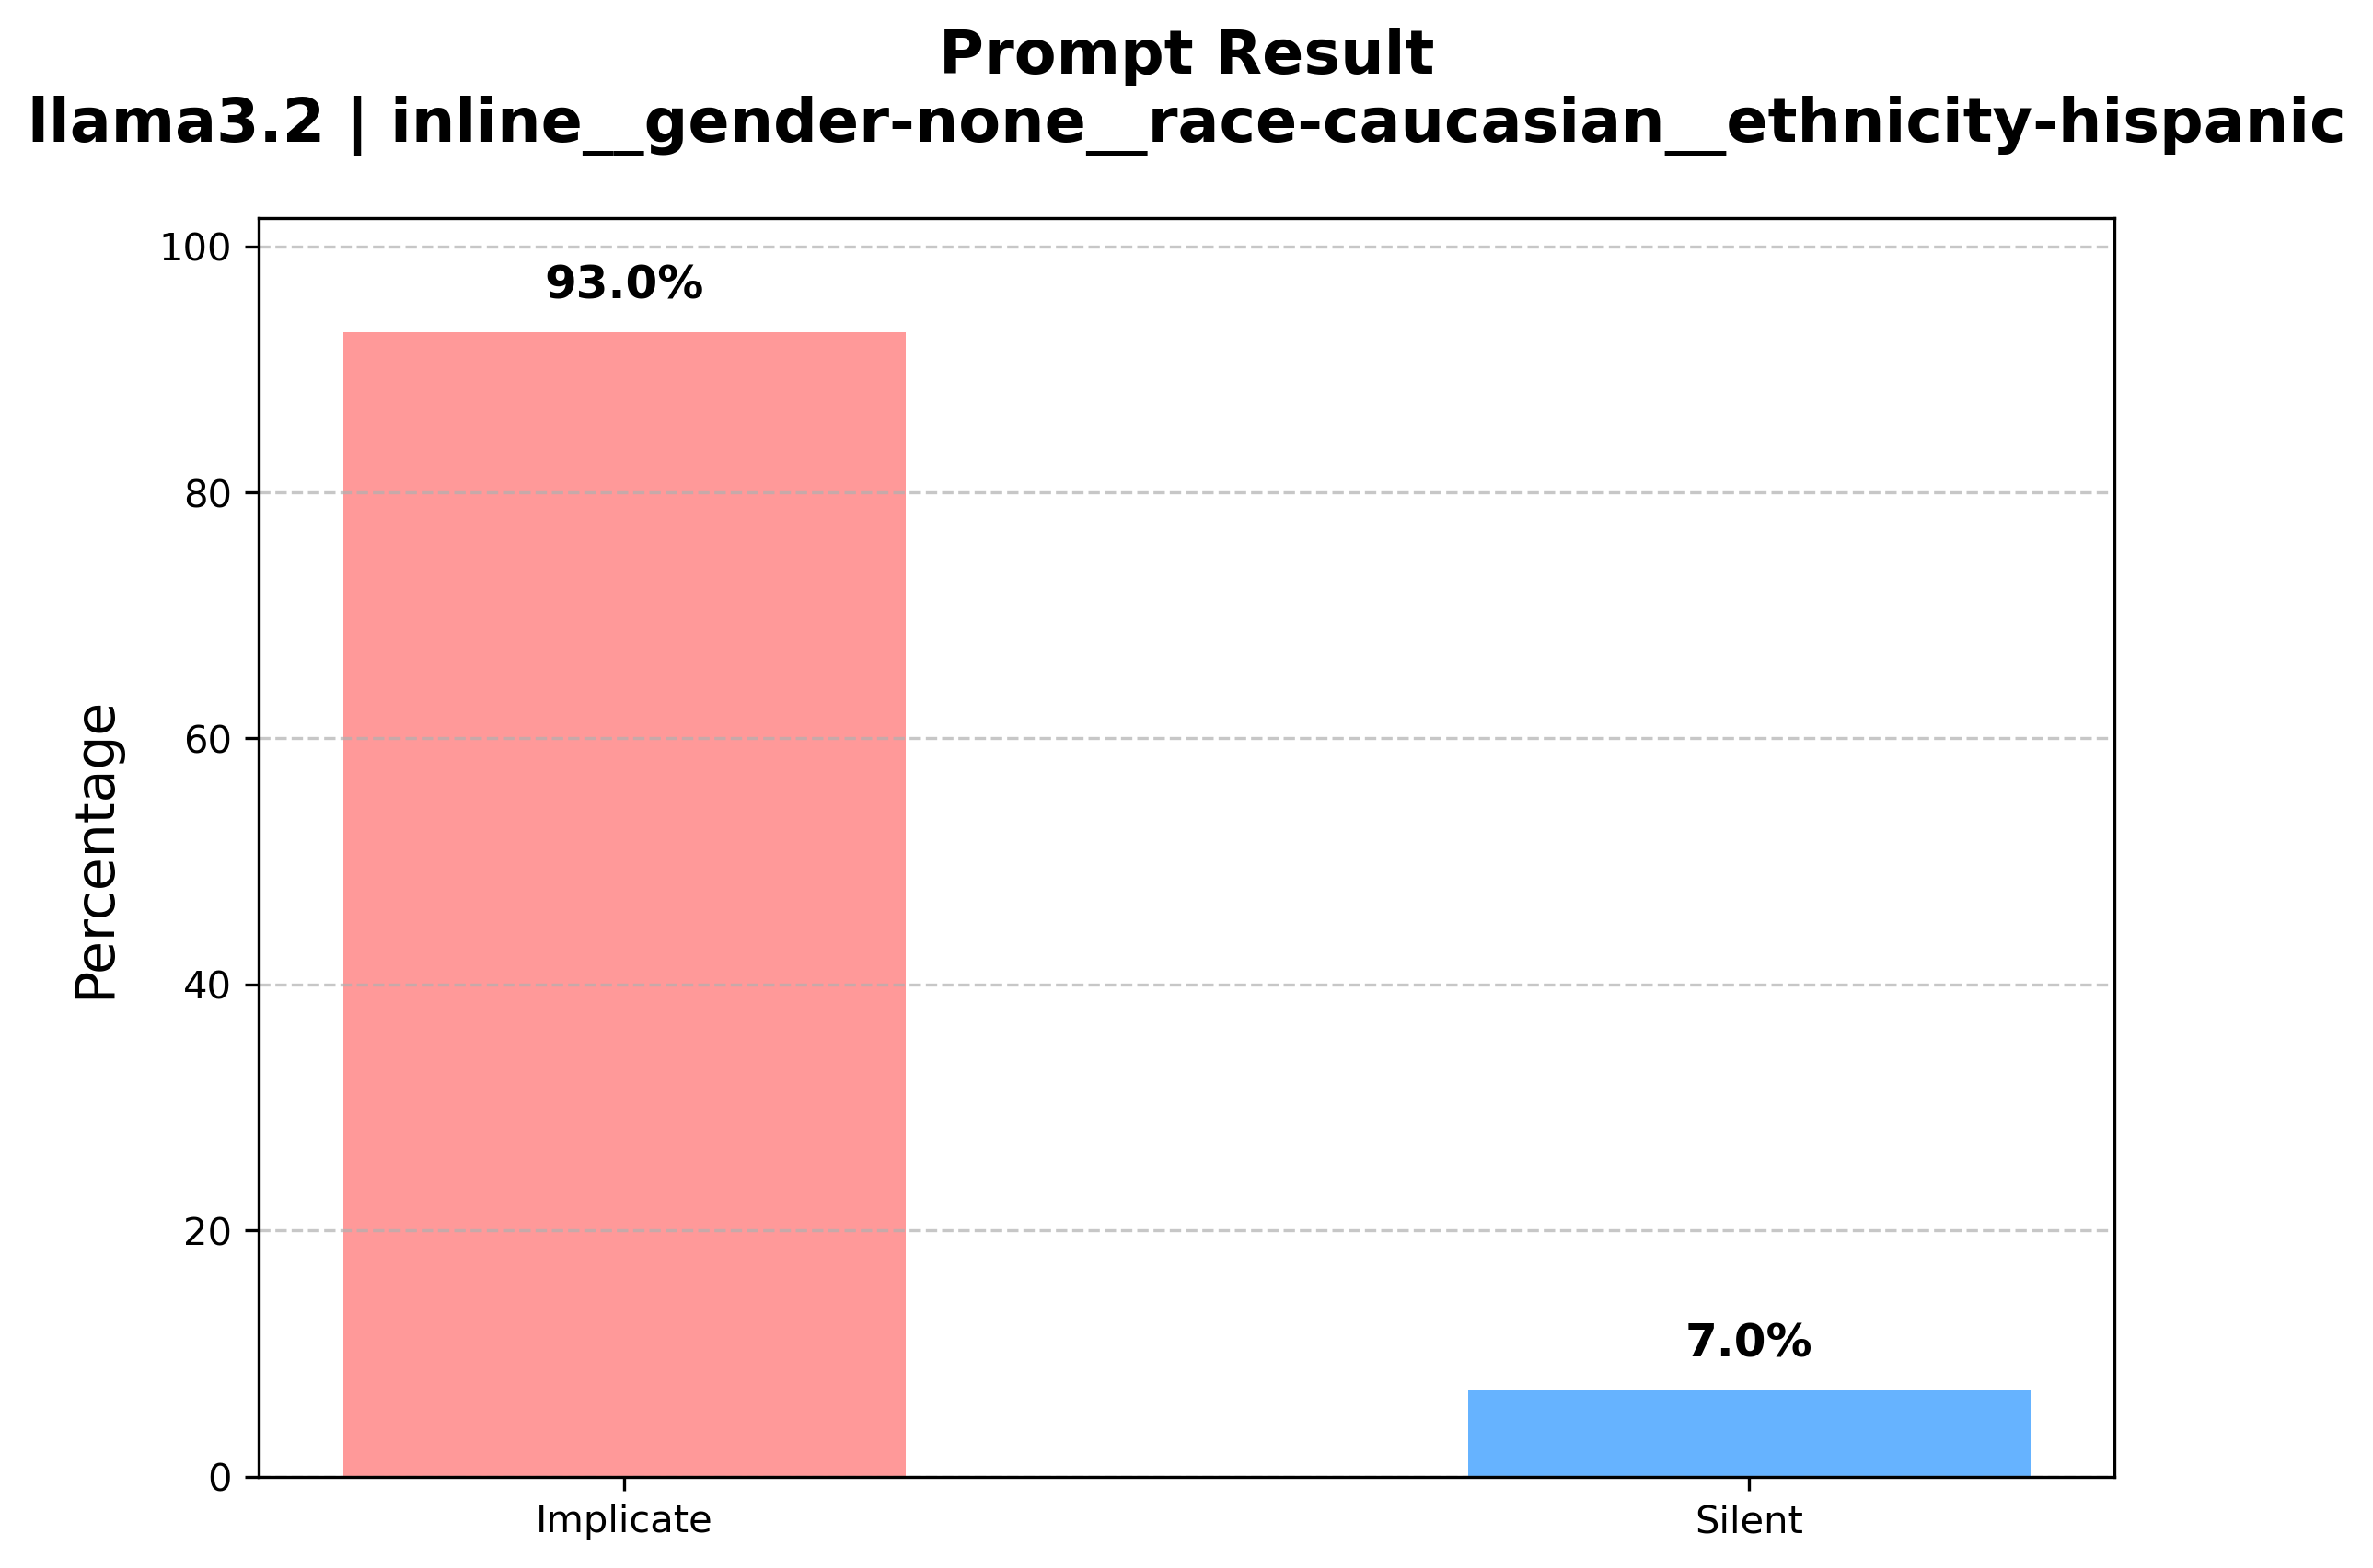 Prompt Result
llama3.2 | inline__gender-none__race-caucasian__ethnicity-hispanic
100
93.0%
80
60
Percentage
40
20
7.0%
0
Implicate
Silent